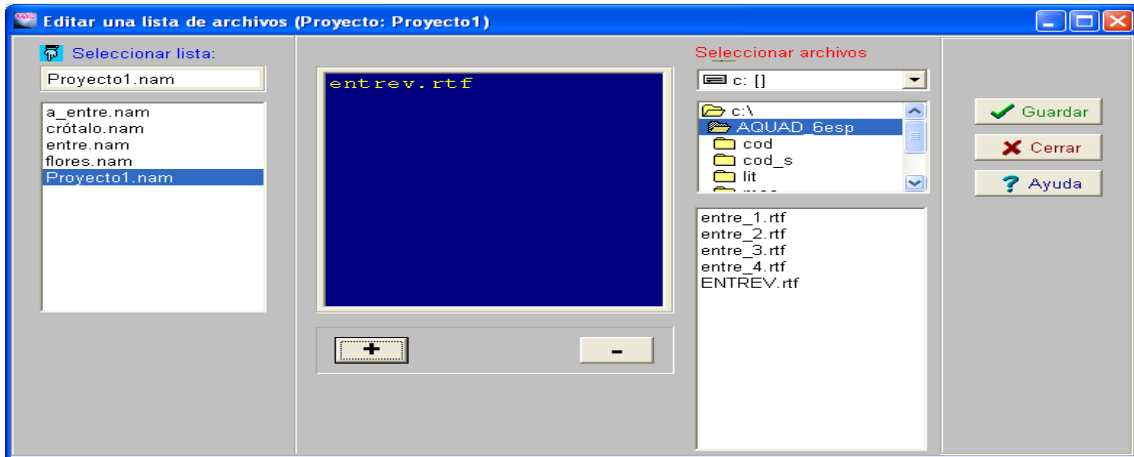 Editar una lista de archivos (Proyecto: Proyecto1)
Seleccionar lista:
Proyecto1.nam
a_entre.nam
crótalo.nam
entre.nam
flores.nam
Proyecto1.nam
entrev.rtf
+
-
Seleccionar archivos
c: []
c:\
AQUAD_6esp
cod
cod_s
lit
entre_1.rtf
entre_2.rtf
entre_3.rtf
entre_4.rtf
ENTREV.rtf
Guardar
Cerrar
? Ayuda